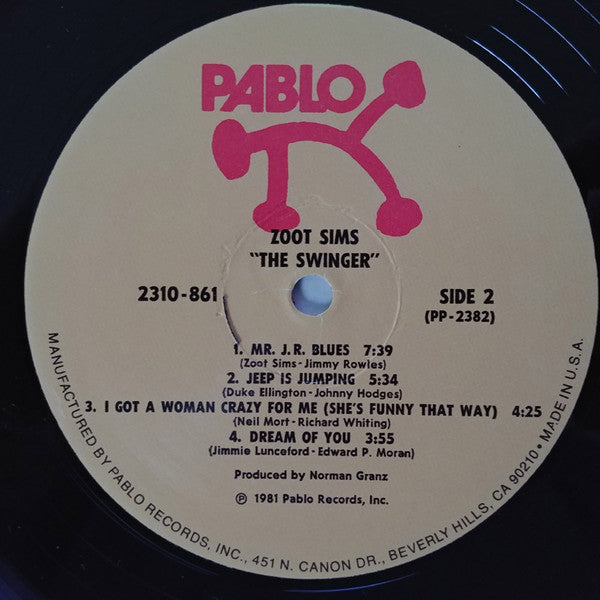 PABLO
ZOOT SIMS
"THE SWINGER"
2310-861
SIDE 2
(PP-2382)
1. MR. J.R. BLUES 7:39
(Zoot Sims-Jimmy Rowles)
2. JEEP IS JUMPING 5:34
(Duke Ellington-Johnny Hodges)
3. I GOT A WOMAN CRAZY FOR ME (SHE'S FUNNY THAT WAY) 4:25
(Neil Mort-Richard Whiting)
4. DREAM OF YOU 3:55
(Jimmie Lunceford-Edward P. Moran)
Produced by Norman Granz
℗ 1981 Pablo Records, Inc.
MANUFACTURED BY PABLO RECORDS, INC., 451 N. CANON DR., BEVERLY HILLS, CA 90210 • MADE IN U.S.A.